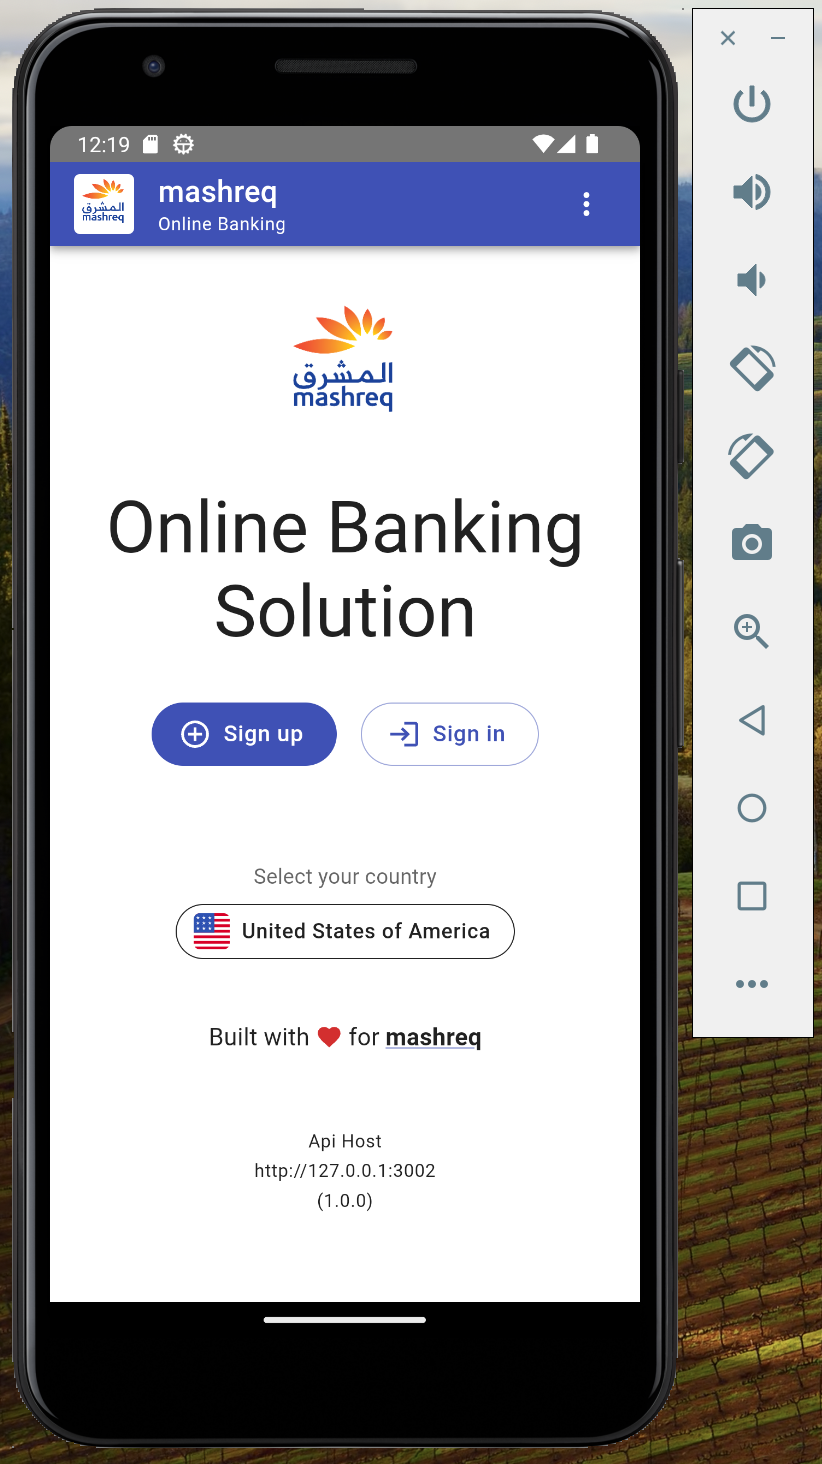 12:19
المشرق
mashreq
mashreq
Online Banking
المشرق
mashreq
Online Banking
Solution
Sign up
Sign in
Select your country
United States of America
Built with ❤ for mashreq
Api Host
http://127.0.0.1:3002
(1.0.0)